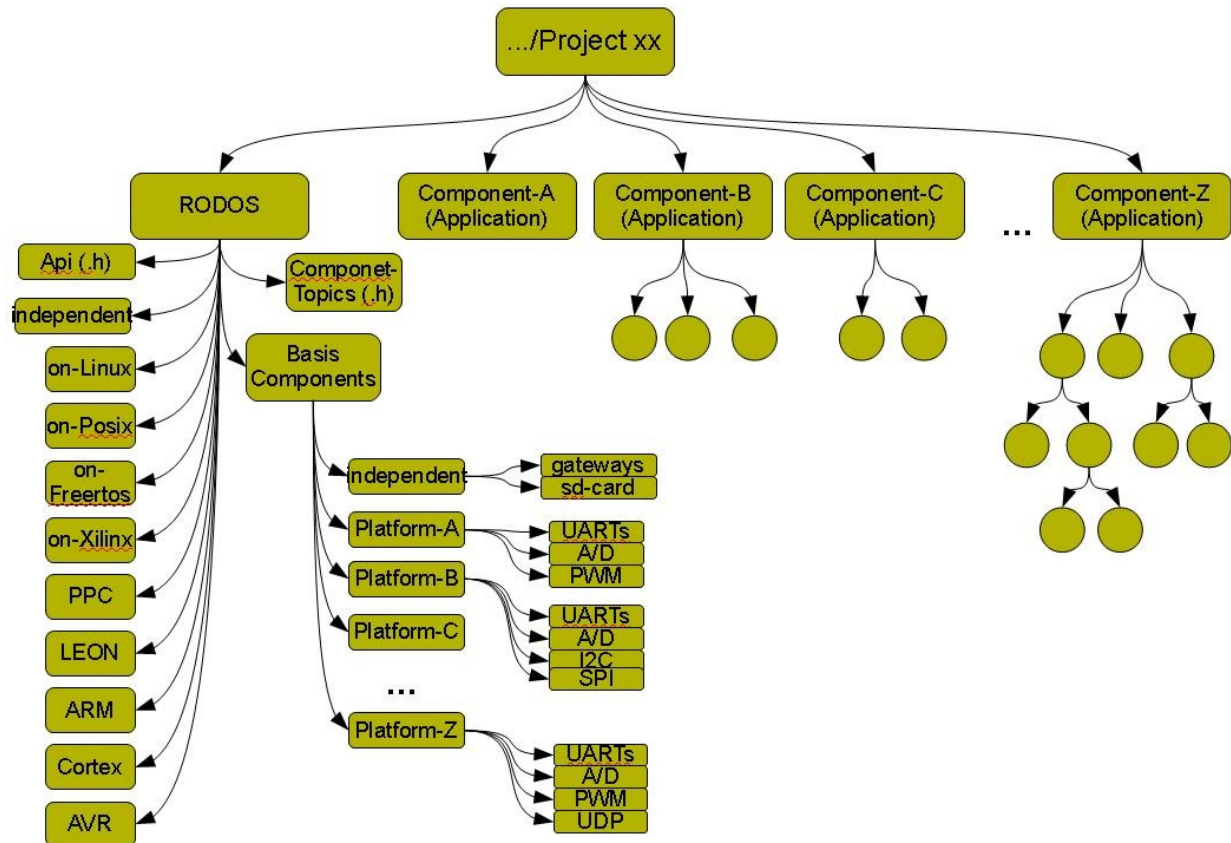 .../Project xx
RODOS
Component-A
(Application)
Component-B
(Application)
Component-C
(Application)
...
Component-Z
(Application)
Api (.h)
independent
on-Linux
on-Posix
on-
Freertos
on-Xilinx
PPC
LEON
ARM
Cortex
AVR
Componet-
Topics (.h)
Basis
Components
independent
gateways
sd-card
Platform-A
UARTs
A/D
PWM
Platform-B
UARTs
A/D
I2C
SPI
Platform-C
...
Platform-Z
UARTs
A/D
PWM
UDP